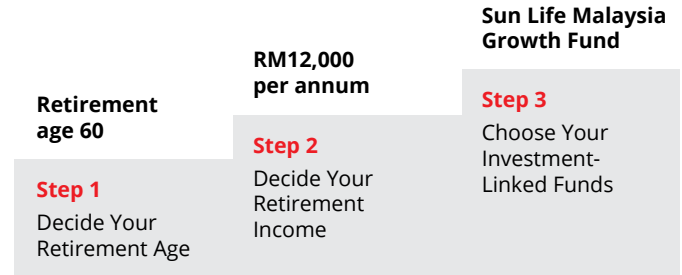 Retirement
age 60
Step 1
Decide Your
Retirement Age
RM12,000
per annum
Step 2
Decide Your
Retirement
Income
Sun Life Malaysia
Growth Fund
Step 3
Choose Your
Investment-
Linked Funds